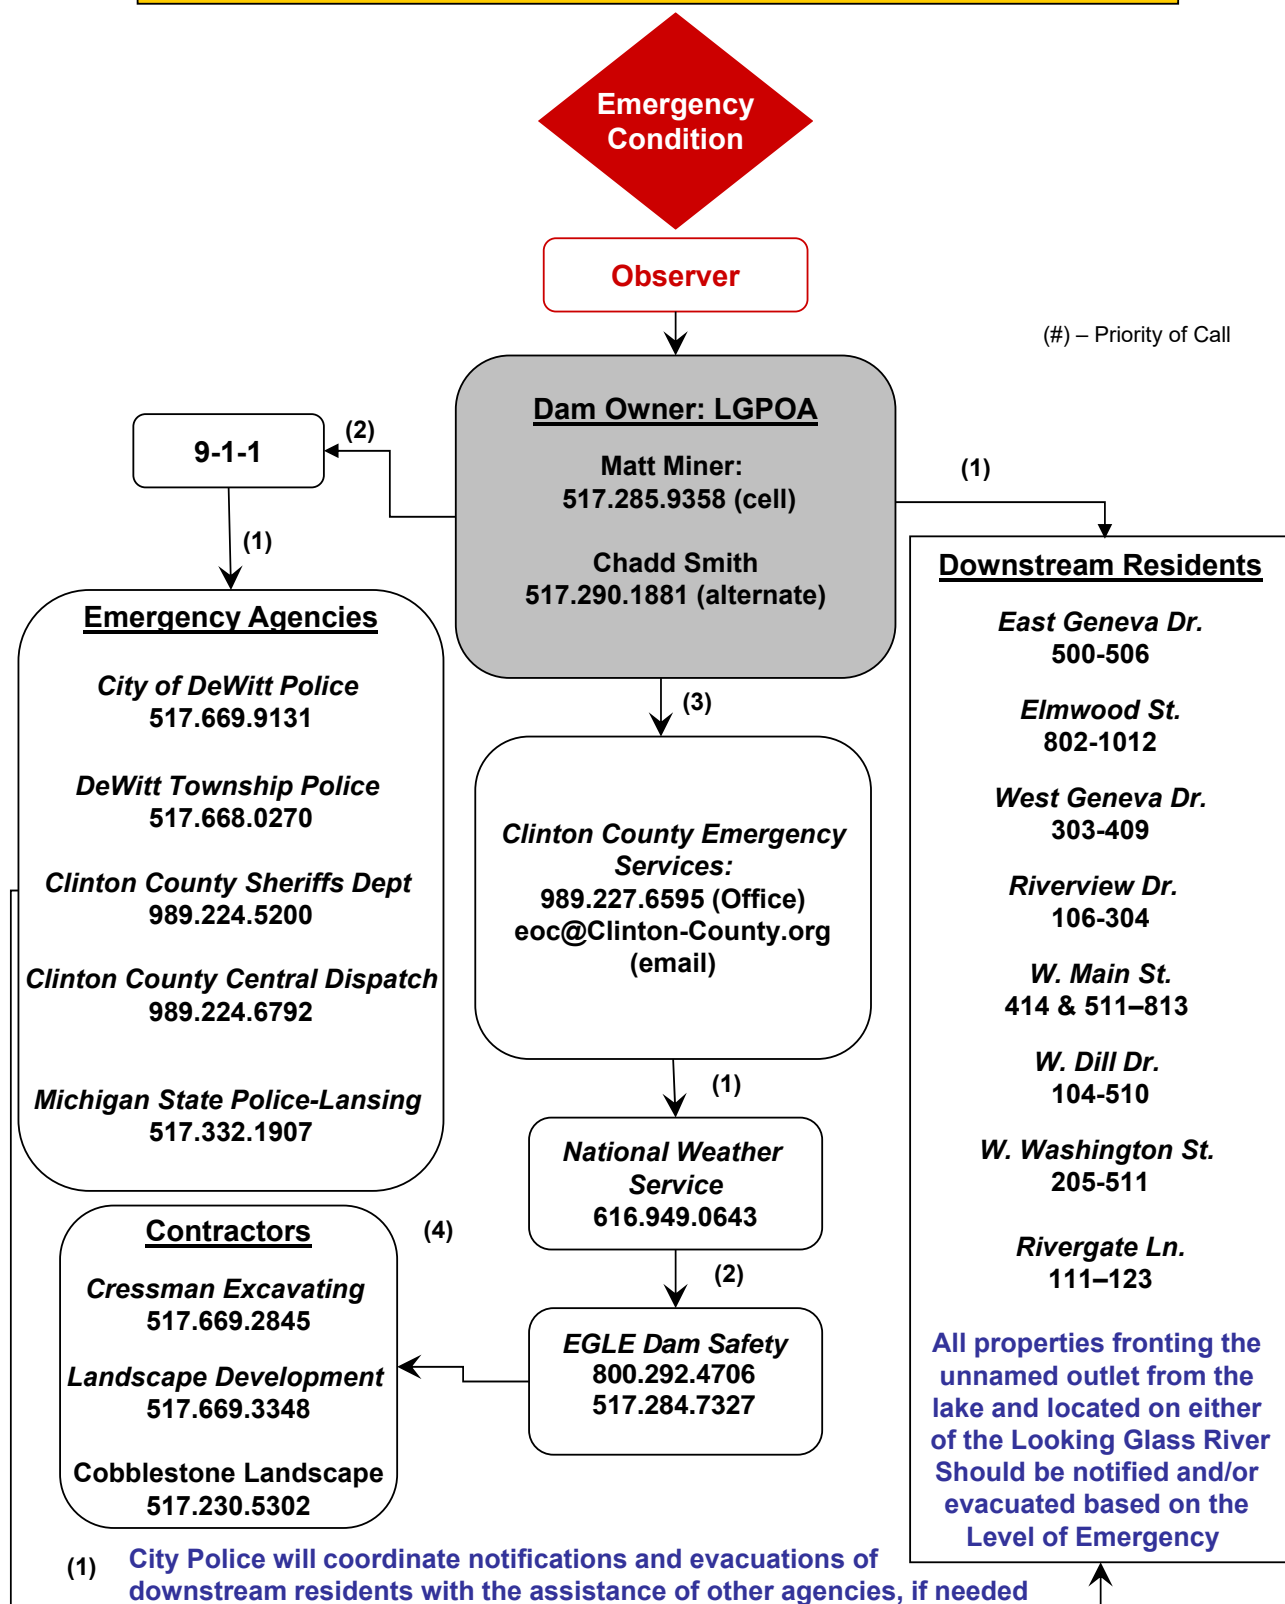 Emergency
Condition
Observer
(#) – Priority of Call
Dam Owner: LGPOA
Matt Miner:
517.285.9358 (cell)
Chadd Smith
517.290.1881 (alternate)
(2)
9-1-1
(1)
(1)
Emergency Agencies
City of DeWitt Police
517.669.9131
DeWitt Township Police
517.668.0270
Clinton County Sheriffs Dept
989.224.5200
Clinton County Central Dispatch
989.224.6792
Michigan State Police-Lansing
517.332.1907
(3)
Clinton County Emergency
Services:
989.227.6595 (Office)
eoc@Clinton-County.org
(email)
(1)
National Weather
Service
616.949.0643
(2)
EGLE Dam Safety
800.292.4706
517.284.7327
(4)
Contractors
Cressman Excavating
517.669.2845
Landscape Development
517.669.3348
Cobblestone Landscape
517.230.5302
Downstream Residents
East Geneva Dr.
500-506
Elmwood St.
802-1012
West Geneva Dr.
303-409
Riverview Dr.
106-304
W. Main St.
414 & 511–813
W. Dill Dr.
104-510
W. Washington St.
205-511
Rivergate Ln.
111–123
All properties fronting the
unnamed outlet from the
lake and located on either
of the Looking Glass River
Should be notified and/or
evacuated based on the
Level of Emergency
(1) City Police will coordinate notifications and evacuations of
downstream residents with the assistance of other agencies, if needed